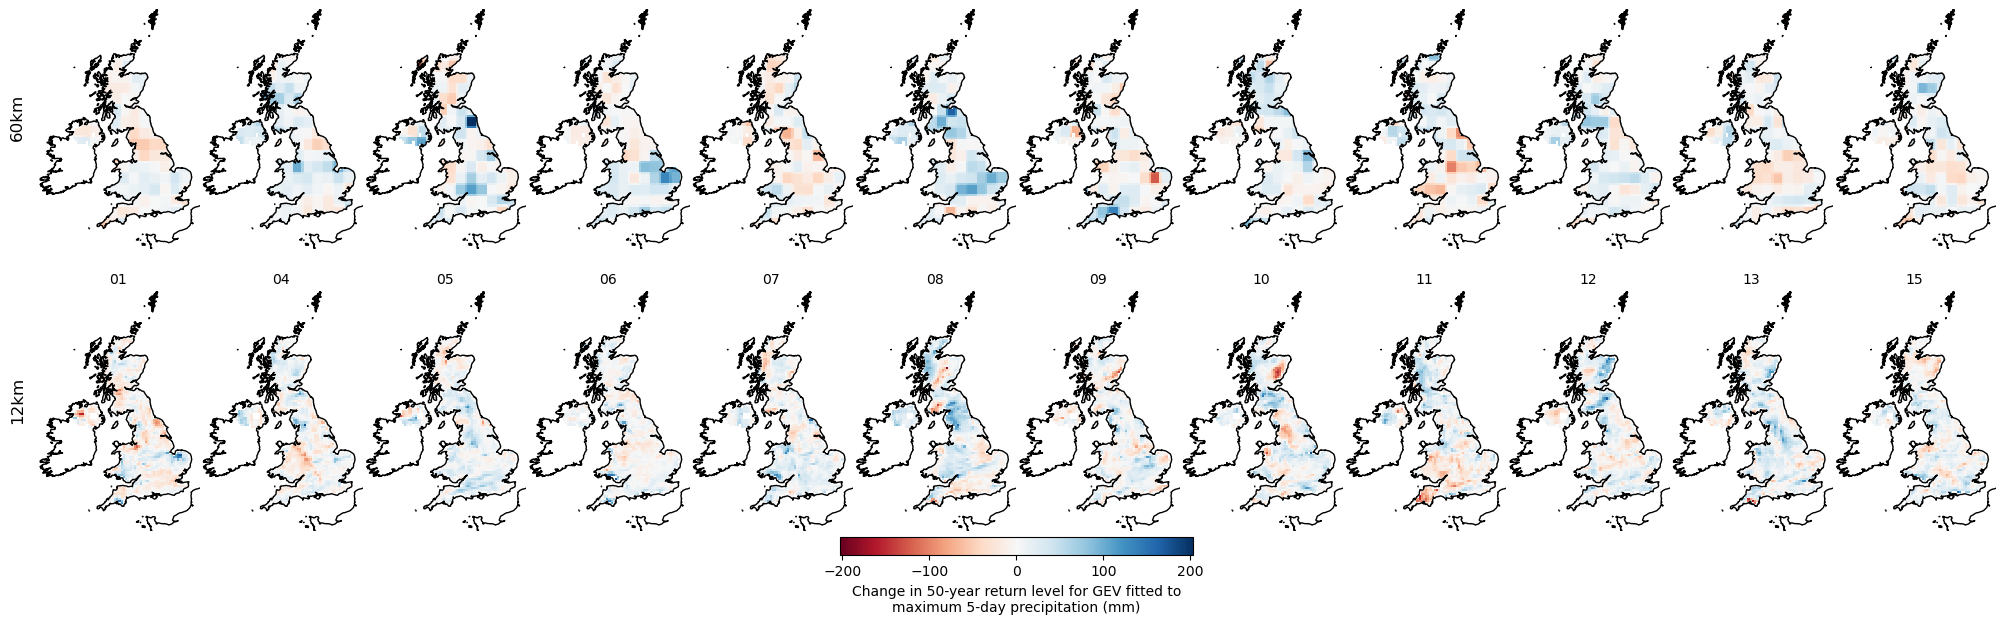 60km
01 04 05 06 07 08 09 10 11 12 13 15
12km
−200 −100 0 100 200
Change in 50-year return level for GEV fitted to
maximum 5-day precipitation (mm)